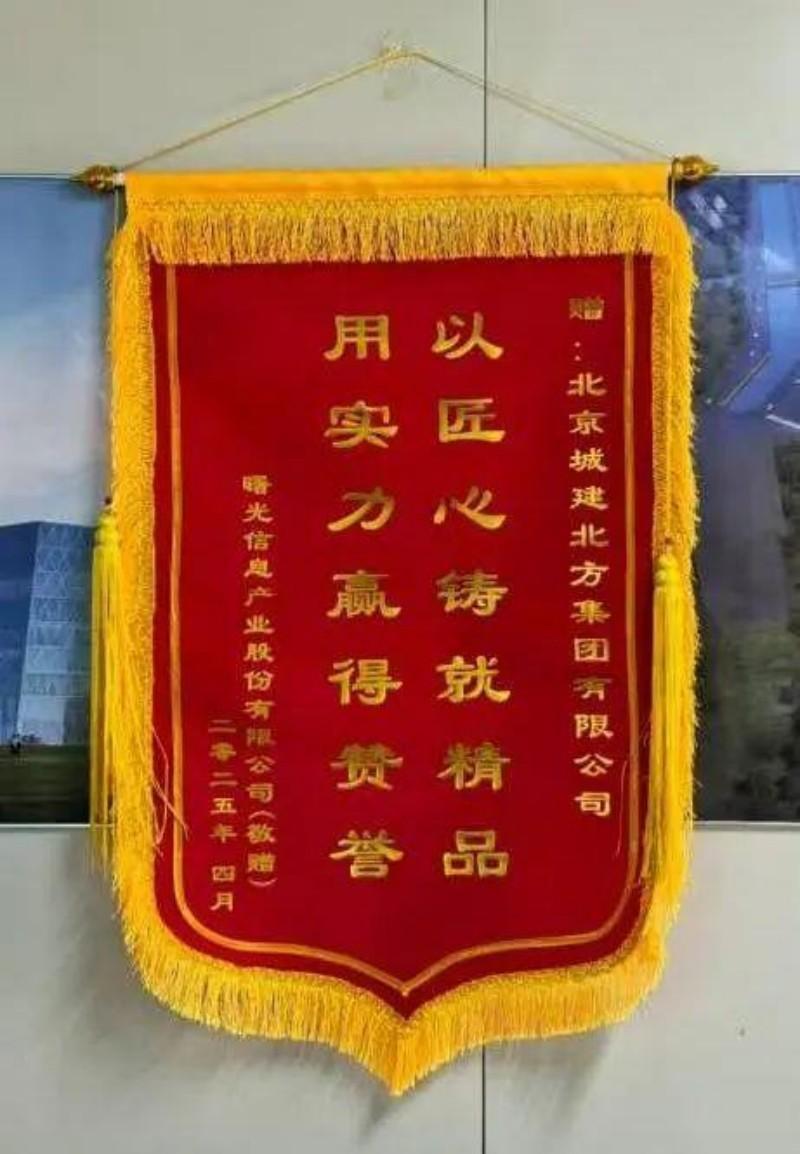 赠：北京城建北方集团有限公司
以匠心铸就精品
用实力赢得赞誉
曙光信息产业股份有限公司（敬赠）
二零二五年 四月